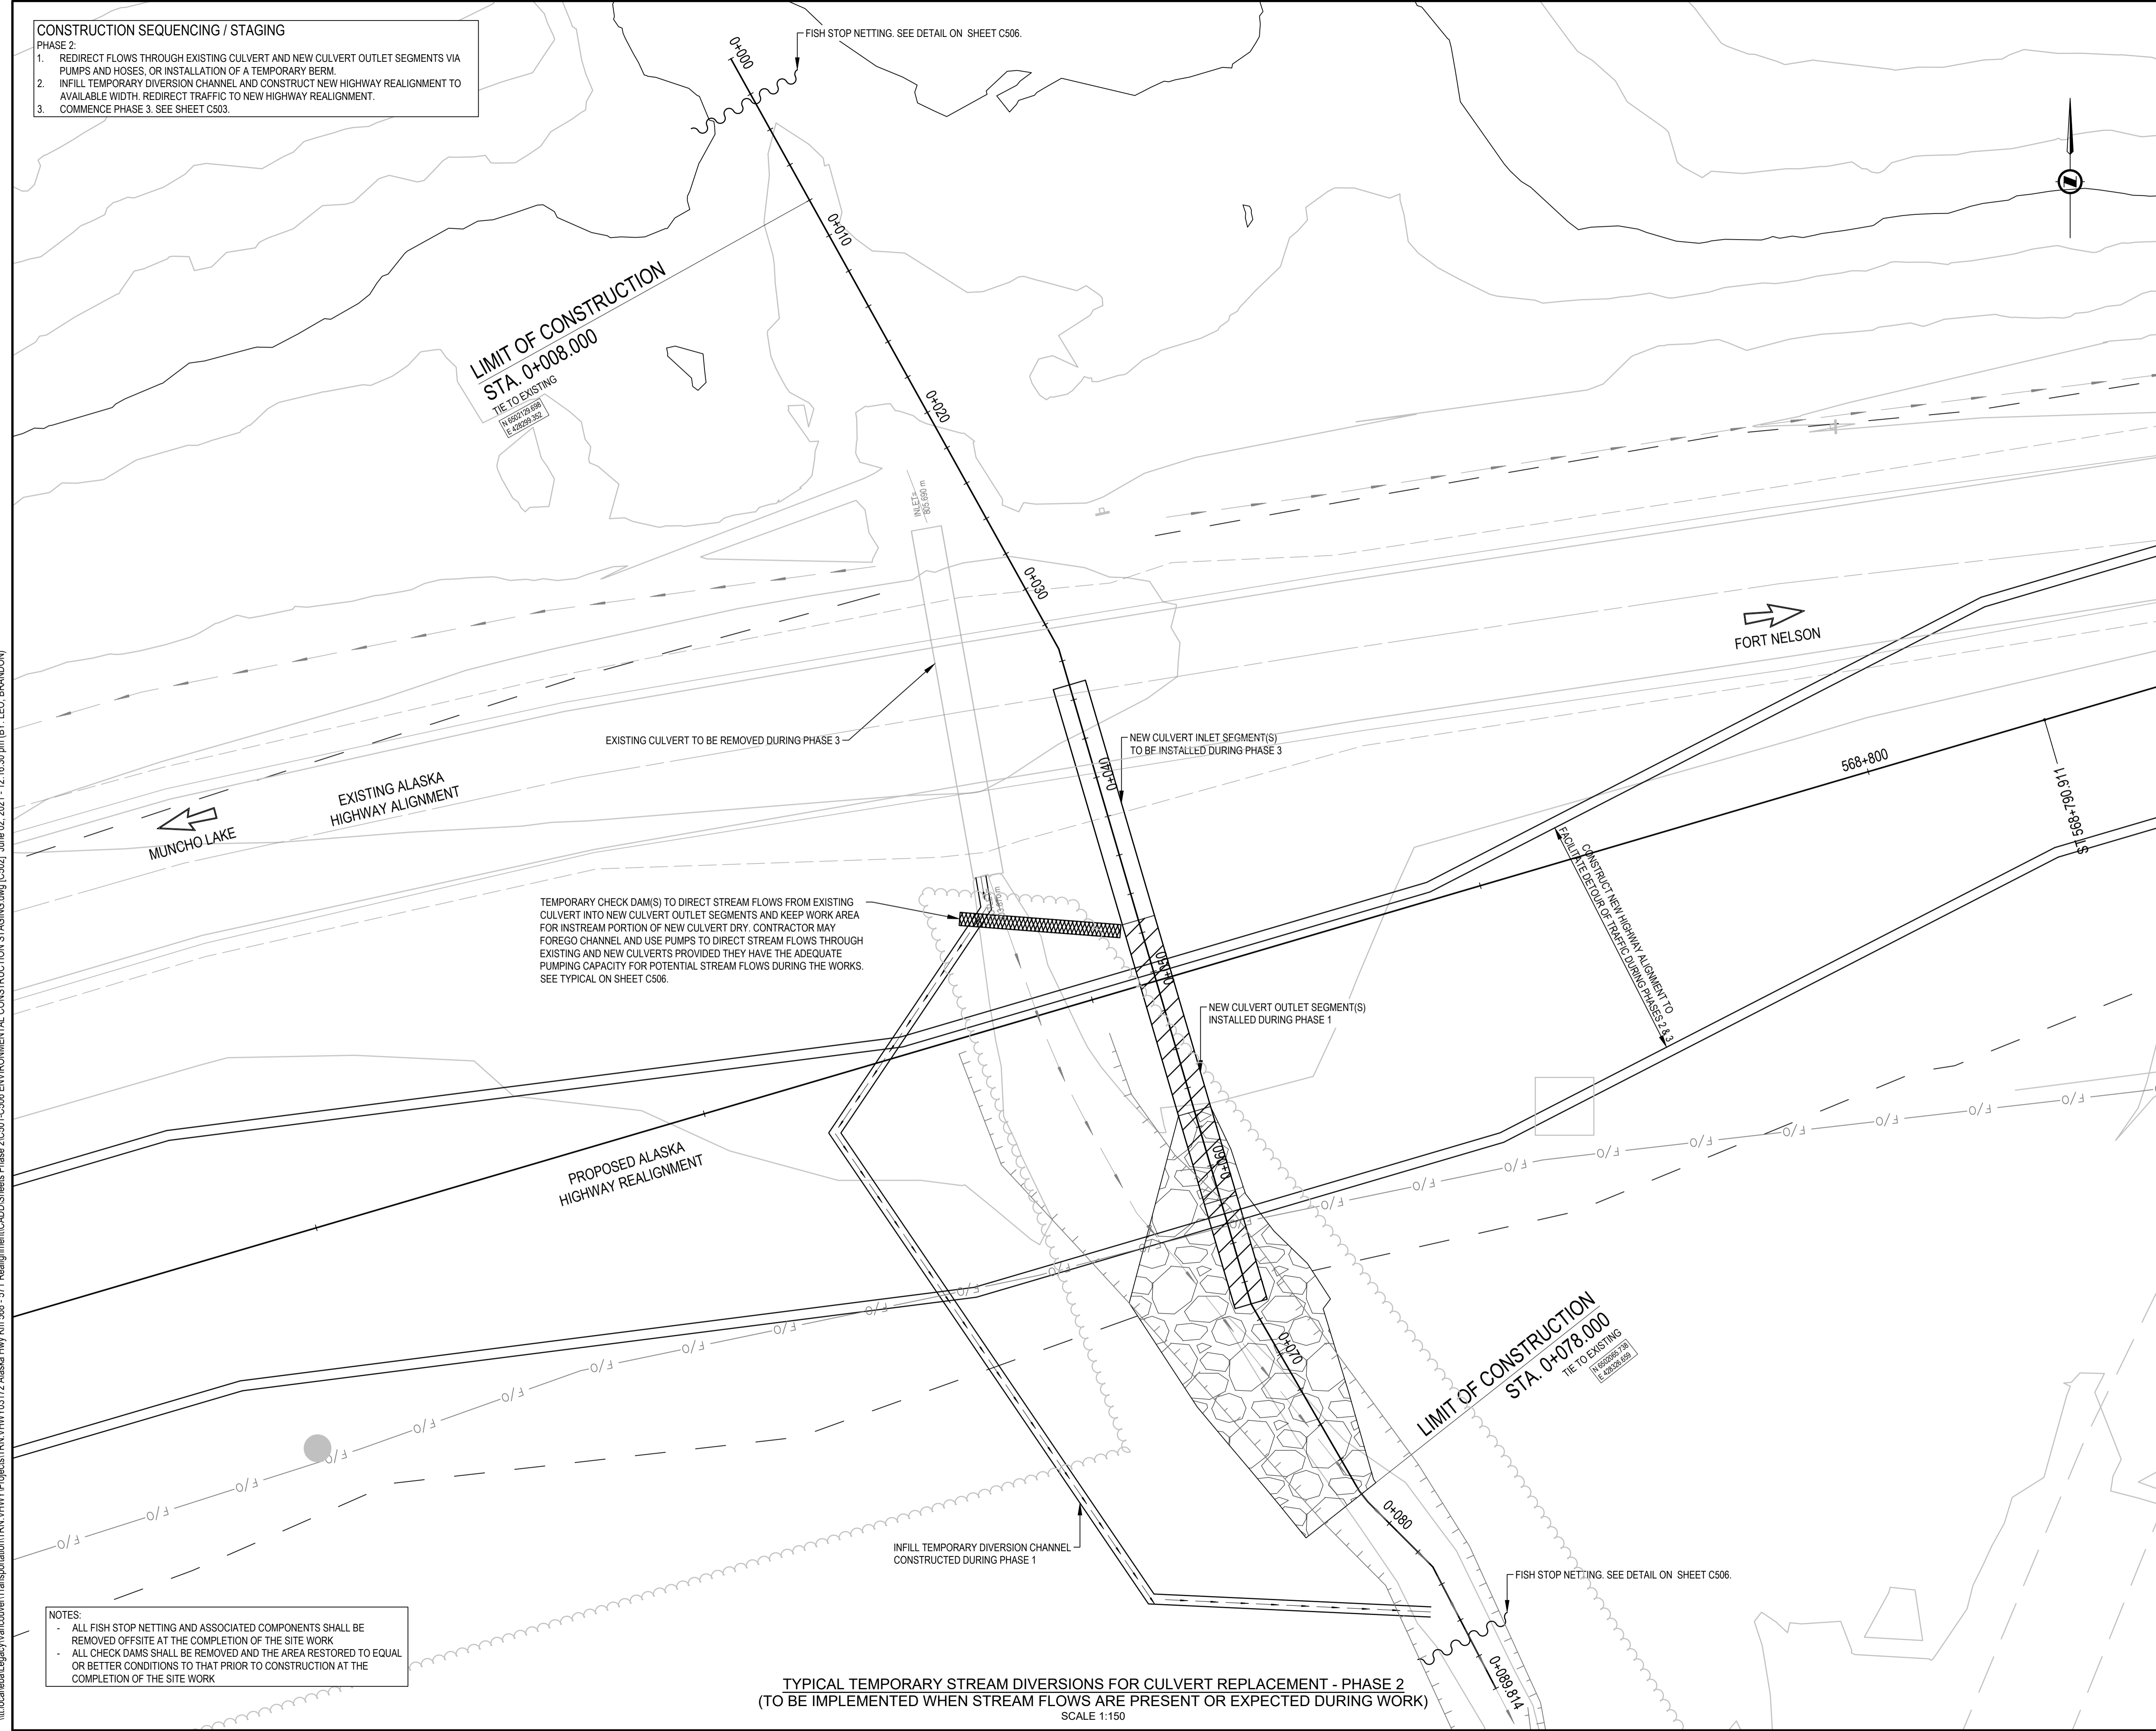 CONSTRUCTION SEQUENCING / STAGING
PHASE 2:
1. REDIRECT FLOWS THROUGH EXISTING CULVERT AND NEW CULVERT OUTLET SEGMENTS VIA
PUMPS AND HOSES, OR INSTALLATION OF A TEMPORARY BERM.
2. INFILL TEMPORARY DIVERSION CHANNEL AND CONSTRUCT NEW HIGHWAY REALIGNMENT TO
AVAILABLE WIDTH. REDIRECT TRAFFIC TO NEW HIGHWAY REALIGNMENT.
3. COMMENCE PHASE 3. SEE SHEET C503.
FISH STOP NETTING. SEE DETAIL ON SHEET C506.
0+000
0+010
LIMIT OF CONSTRUCTION
STA. 0+008.000
TIE TO EXISTING
N 6502129.698
E 428299.352
0+020
INLET=
805.690 m
0+030
FORT NELSON
EXISTING CULVERT TO BE REMOVED DURING PHASE 3
NEW CULVERT INLET SEGMENT(S)
TO BE INSTALLED DURING PHASE 3
0+040
568+800
ST 568+790.911
EXISTING ALASKA
HIGHWAY ALIGNMENT
MUNCHO LAKE
CONSTRUCT NEW HIGHWAY ALIGNMENT TO
FACILITATE DETOUR OF TRAFFIC DURING PHASES 2 & 3
TEMPORARY CHECK DAM(S) TO DIRECT STREAM FLOWS FROM EXISTING
CULVERT INTO NEW CULVERT OUTLET SEGMENTS AND KEEP WORK AREA
FOR INSTREAM PORTION OF NEW CULVERT DRY. CONTRACTOR MAY
FOREGO CHANNEL AND USE PUMPS TO DIRECT STREAM FLOWS THROUGH
EXISTING AND NEW CULVERTS PROVIDED THEY HAVE THE ADEQUATE
PUMPING CAPACITY FOR POTENTIAL STREAM FLOWS DURING THE WORKS.
SEE TYPICAL ON SHEET C506.
0+050
NEW CULVERT OUTLET SEGMENT(S)
INSTALLED DURING PHASE 1
PROPOSED ALASKA
HIGHWAY REALIGNMENT
0+060
F/O F/O F/O F/O F/O F/O F/O F/O F/O
F/O F/O F/O F/O F/O F/O F/O F/O F/O F/O F/O F/O
0+070
LIMIT OF CONSTRUCTION
STA. 0+078.000
TIE TO EXISTING
N 6502065.738
E 428326.659
0+080
INFILL TEMPORARY DIVERSION CHANNEL
CONSTRUCTED DURING PHASE 1
FISH STOP NETTING. SEE DETAIL ON SHEET C506.
0+089.814
NOTES:
- ALL FISH STOP NETTING AND ASSOCIATED COMPONENTS SHALL BE
REMOVED OFFSITE AT THE COMPLETION OF THE SITE WORK
- ALL CHECK DAMS SHALL BE REMOVED AND THE AREA RESTORED TO EQUAL
OR BETTER CONDITIONS TO THAT PRIOR TO CONSTRUCTION AT THE
COMPLETION OF THE SITE WORK
TYPICAL TEMPORARY STREAM DIVERSIONS FOR CULVERT REPLACEMENT - PHASE 2
(TO BE IMPLEMENTED WHEN STREAM FLOWS ARE PRESENT OR EXPECTED DURING WORK)
SCALE 1:150